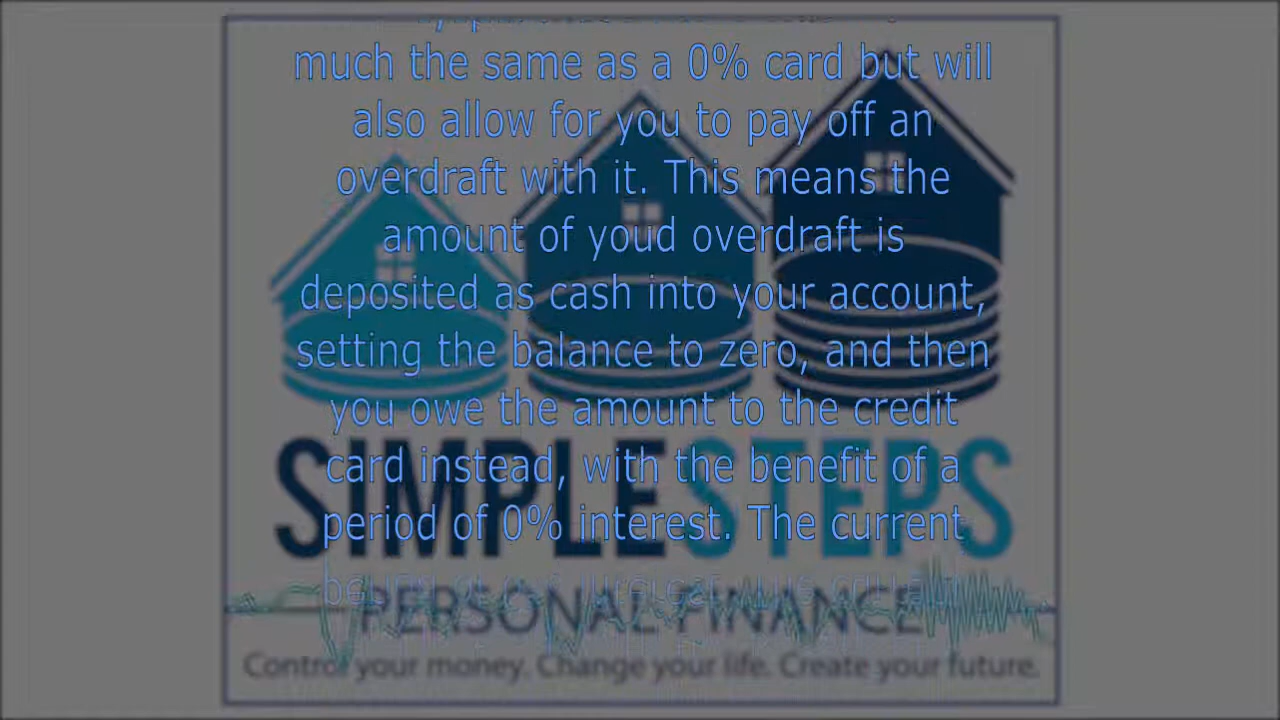 much the same as a 0% card but will
also allow for you to pay off an
overdraft with it. This means the
amount of youd overdraft is
deposited as cash into your account,
setting the balance to zero, and then
you owe the amount to the credit
card instead, with the benefit of a
period of 0% interest. The current
SIMPLESTEPS
PERSONAL FINANCE
Control your money. Change your life. Create your future.